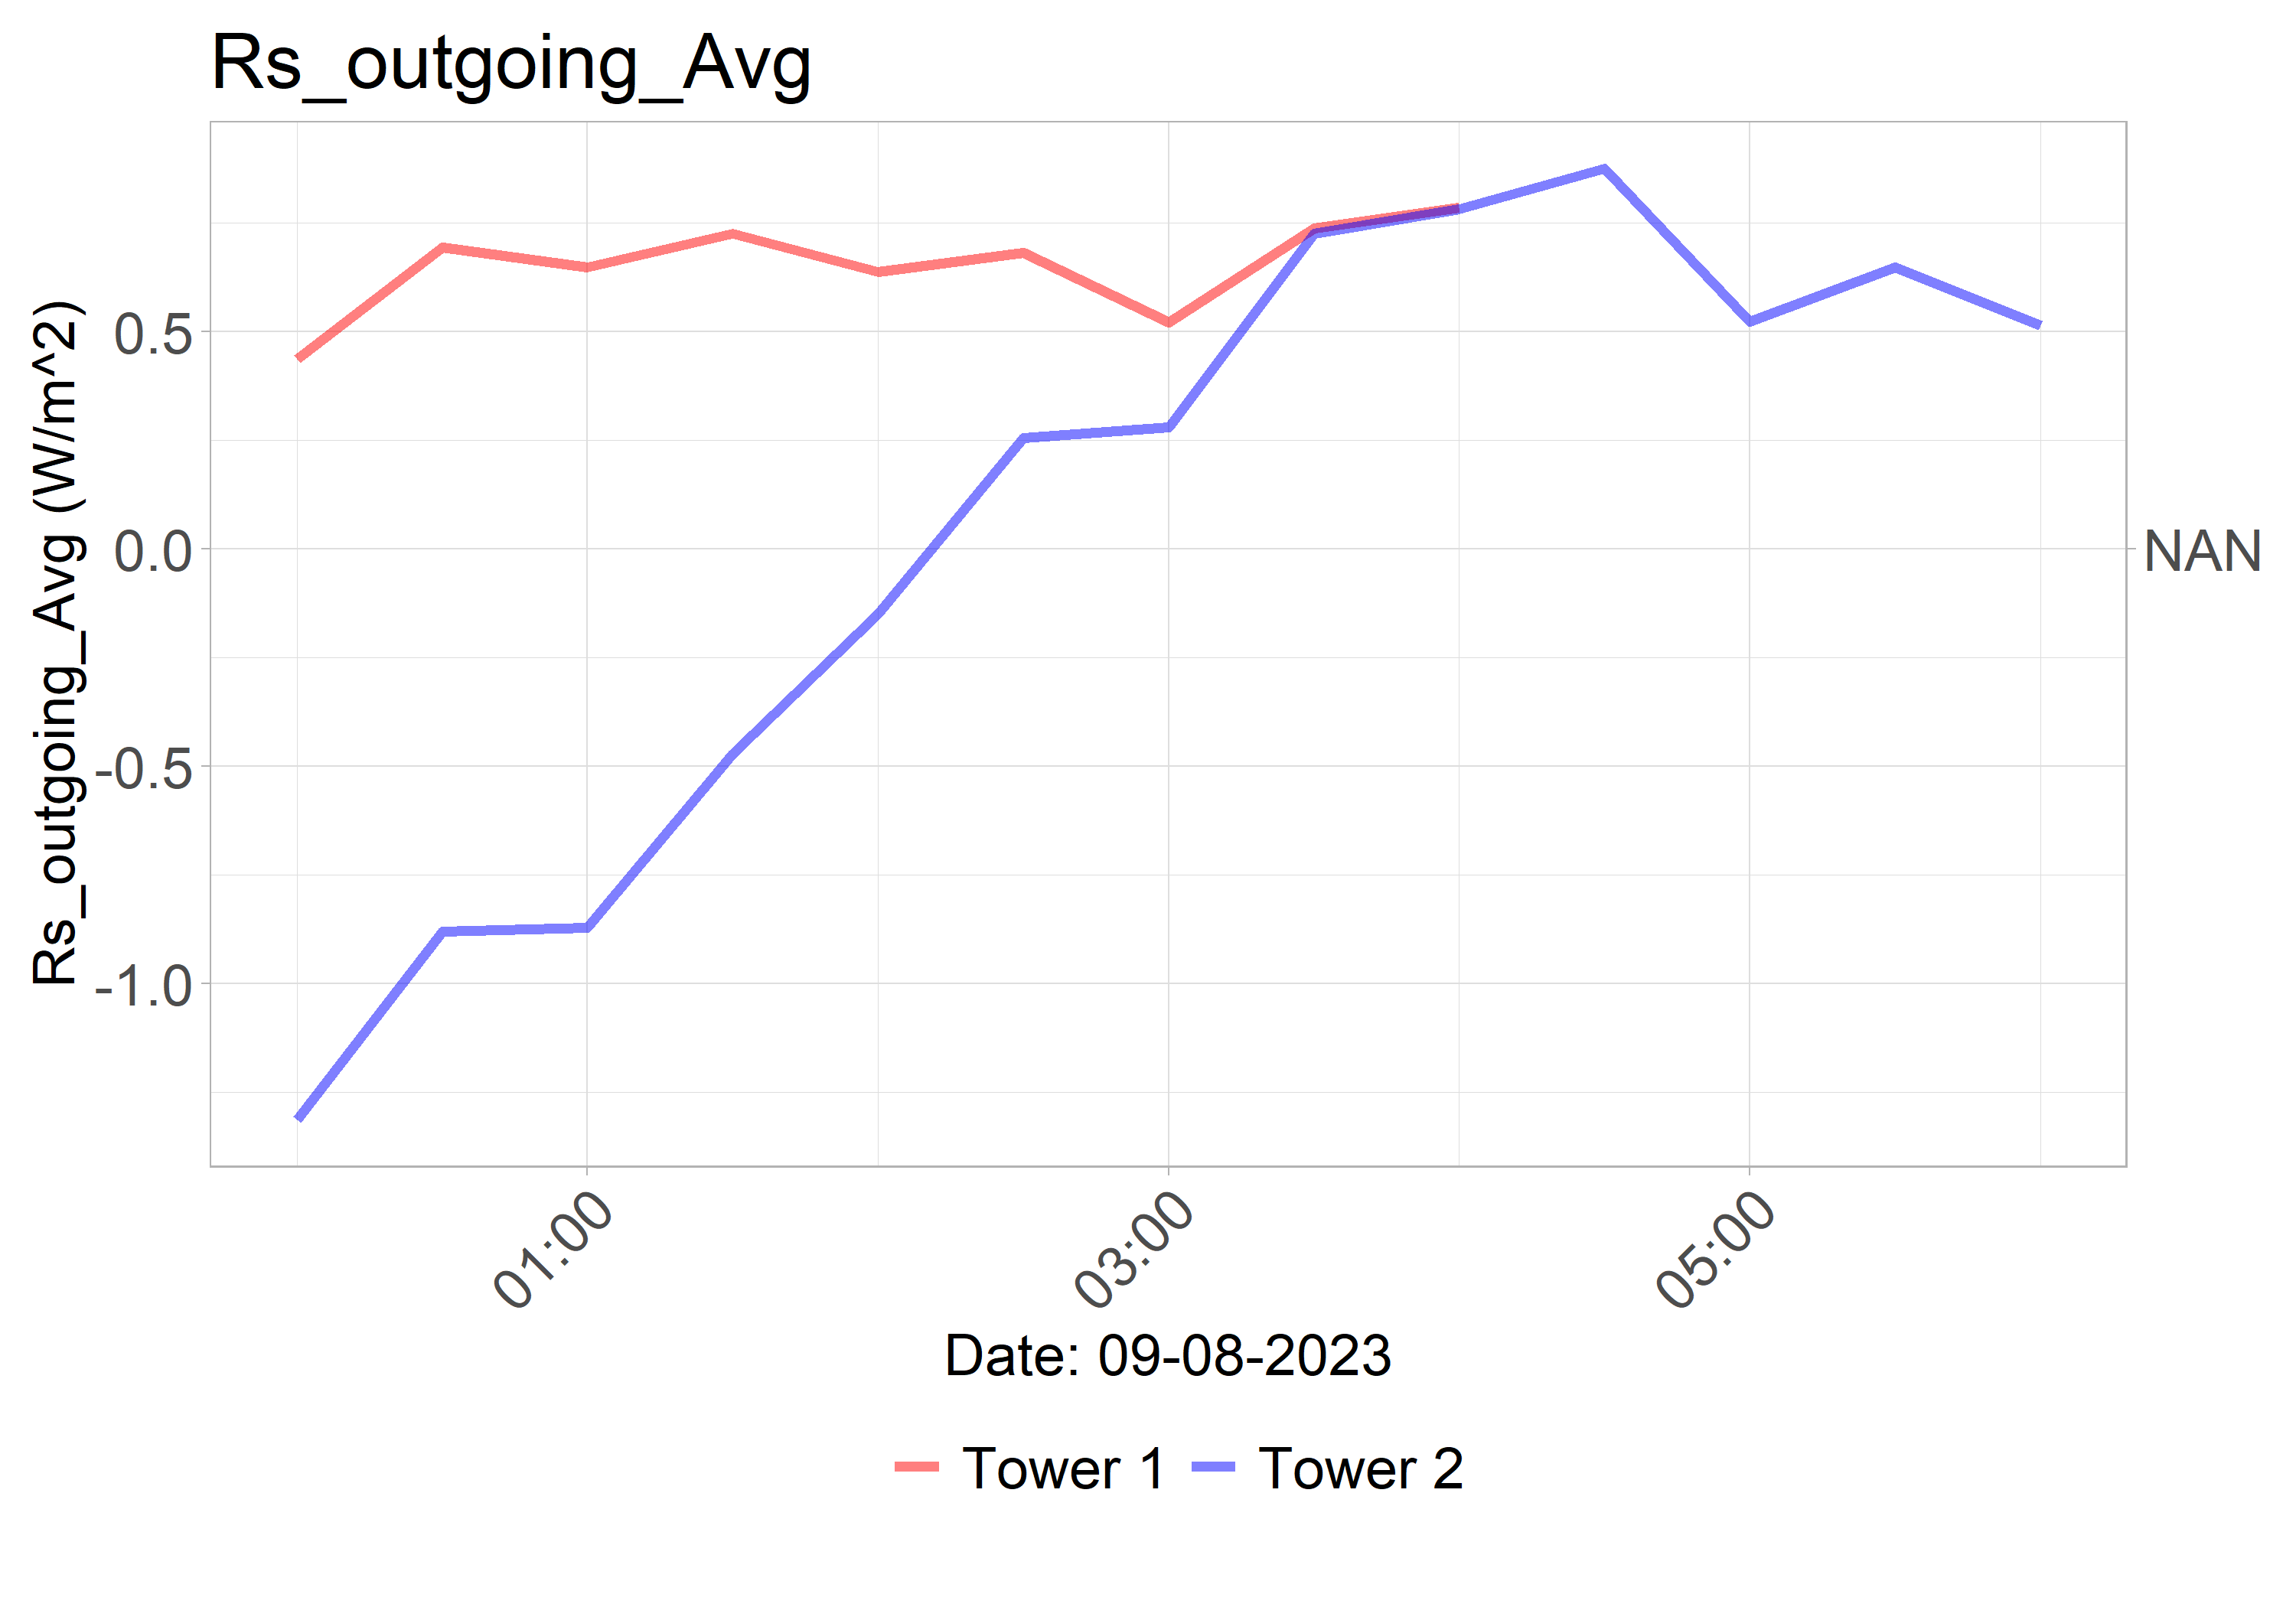 Rs_outgoing_Avg
Rs_outgoing_Avg (W/m^2)
0.5
0.0
-0.5
-1.0
NAN
01:00
03:00
05:00
Date: 09-08-2023
Tower 1
Tower 2